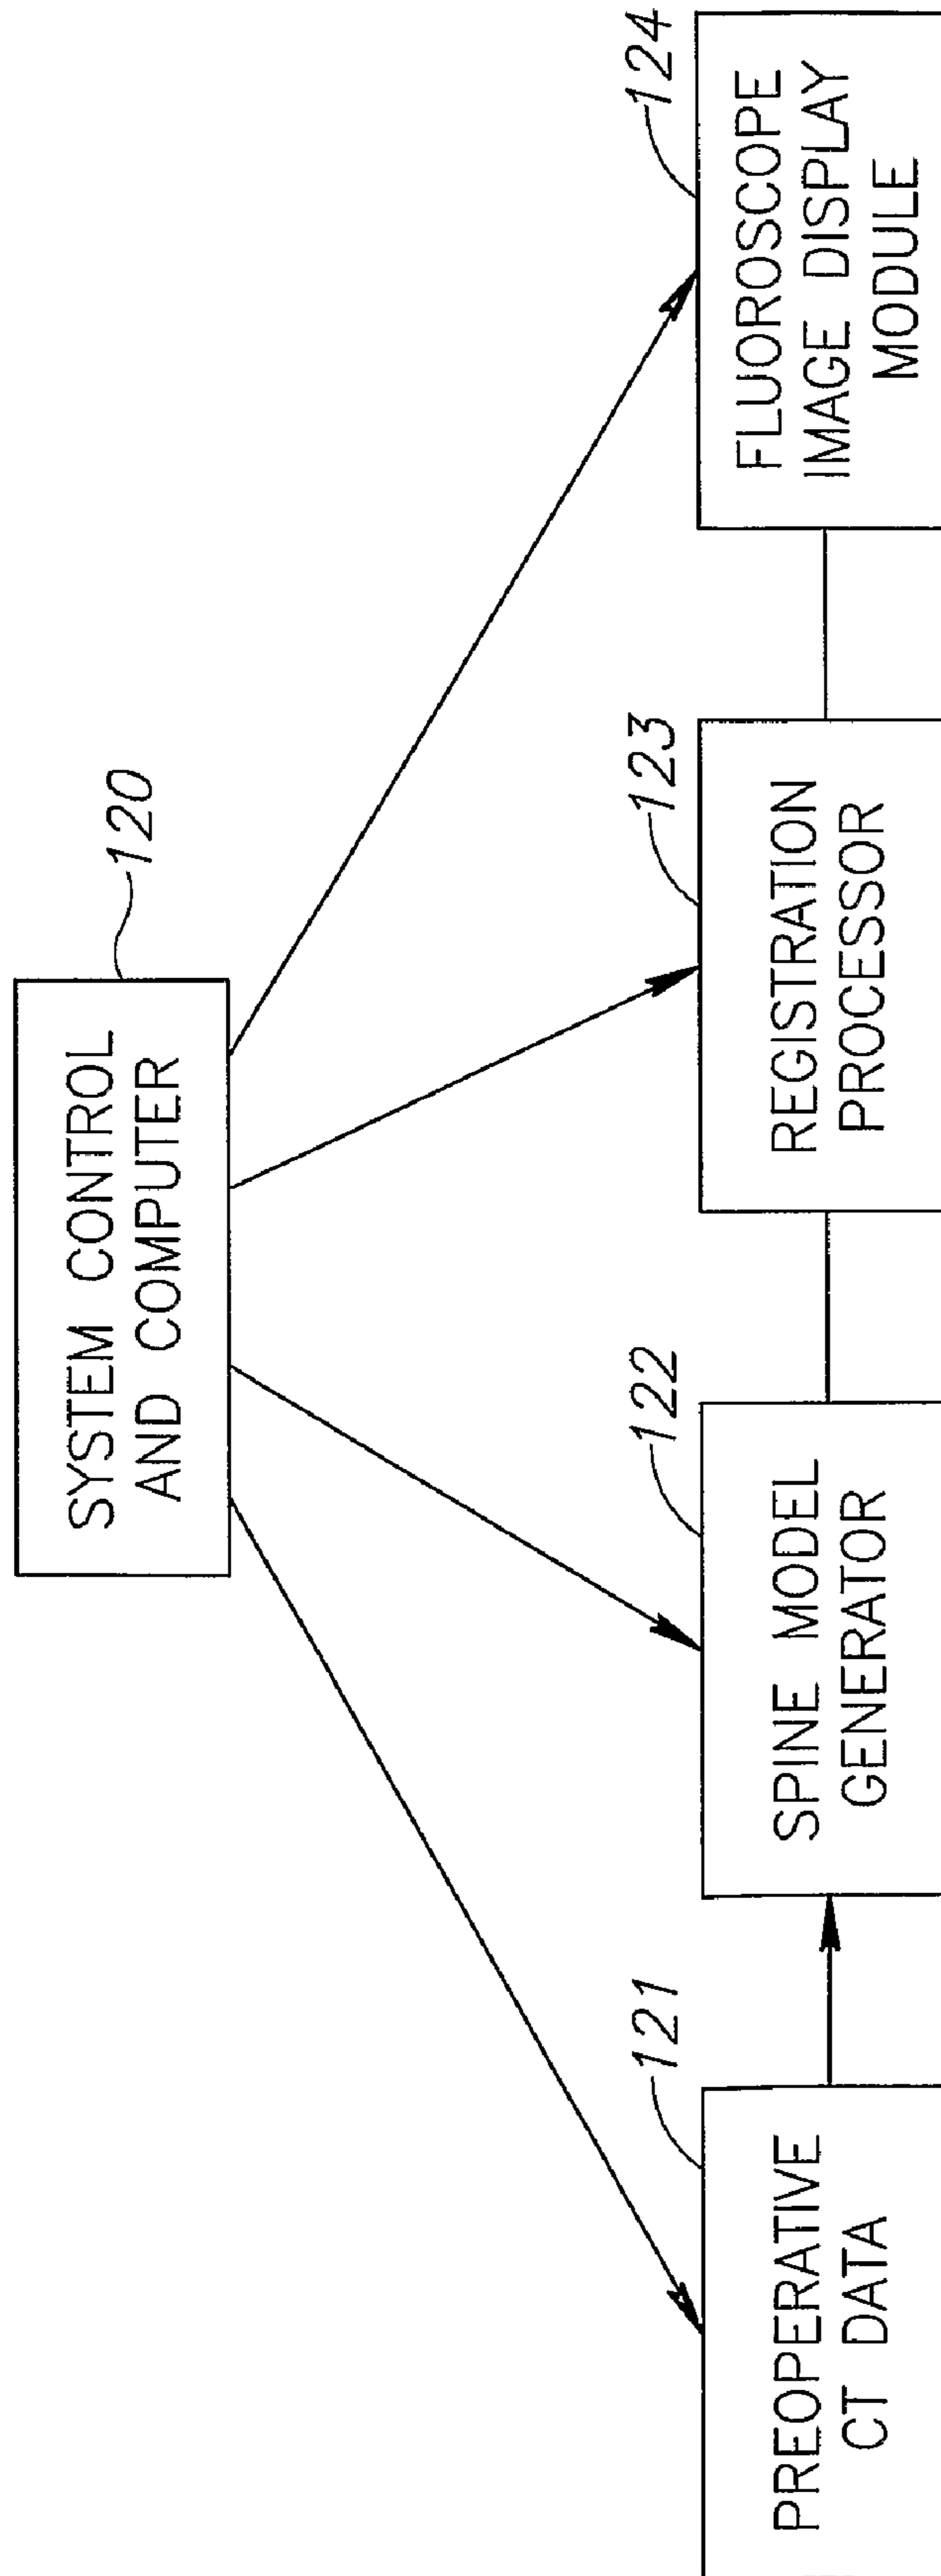 SYSTEM CONTROL
AND COMPUTER
120
PREOPERATIVE
CT DATA
121
SPINE MODEL
GENERATOR
122
REGISTRATION
PROCESSOR
123
FLUOROSCOPE
IMAGE DISPLAY
MODULE
124